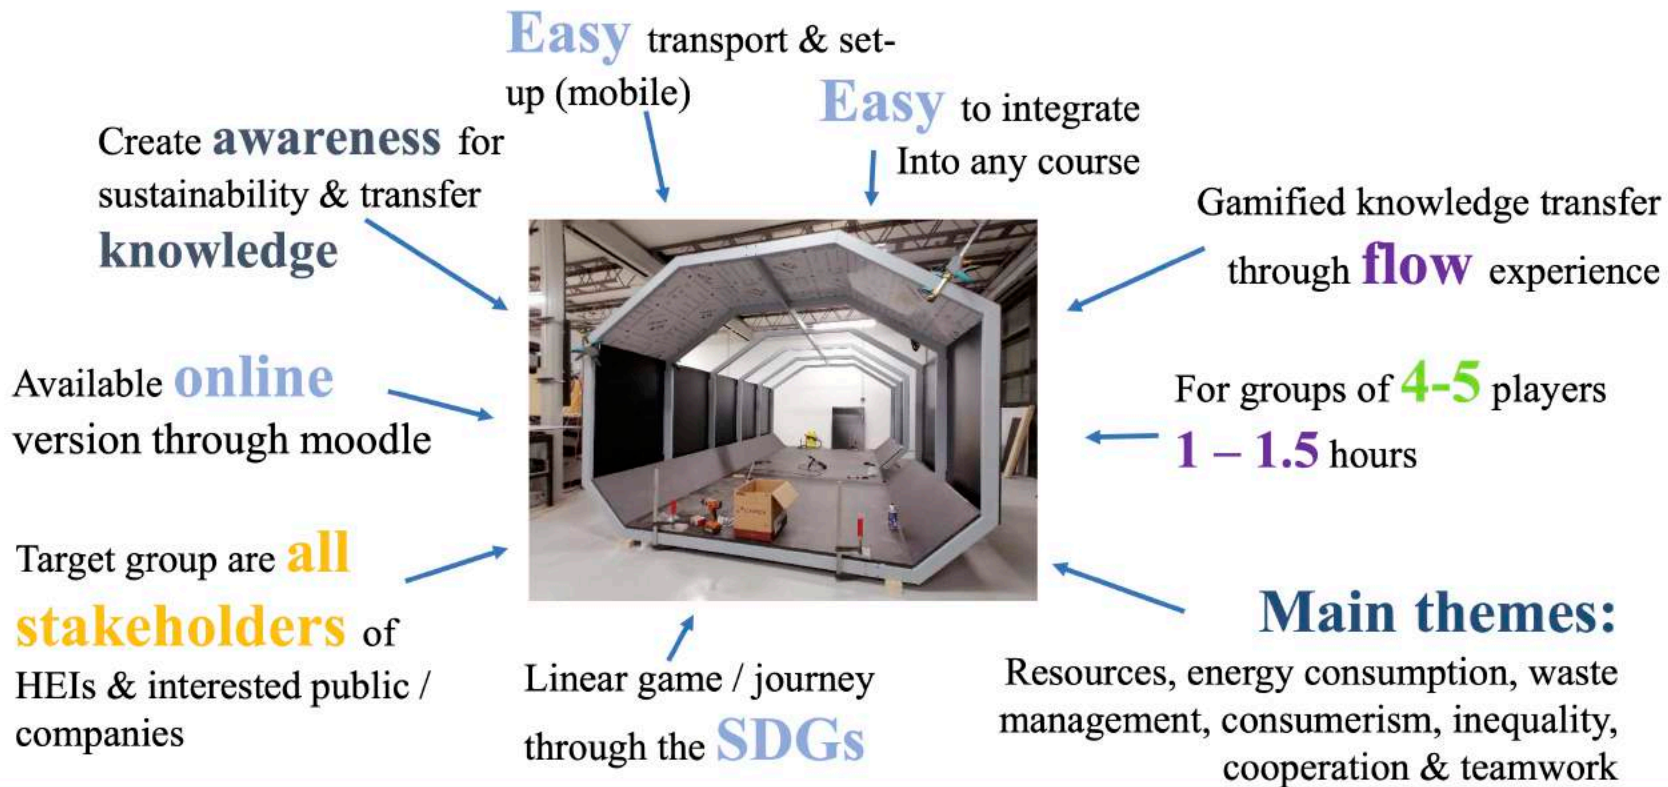 Easy transport & set-
up (mobile)
Easy to integrate
Into any course
Create awareness for
sustainability & transfer
knowledge
Gamified knowledge transfer
through flow experience
Available online
version through moodle
For groups of 4-5 players
1 – 1.5 hours
Target group are all
stakeholders of
HEIs & interested public /
companies
Linear game / journey
through the SDGs
Main themes:
Resources, energy consumption, waste
management, consumerism, inequality,
cooperation & teamwork